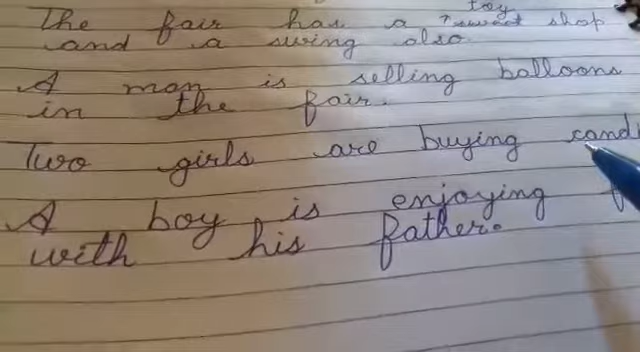 toy
The fair has a sweet shop
and a swing also
A man is selling balloons
in the fair.
Two girls are buying candi
A boy is enjoying
with his father.